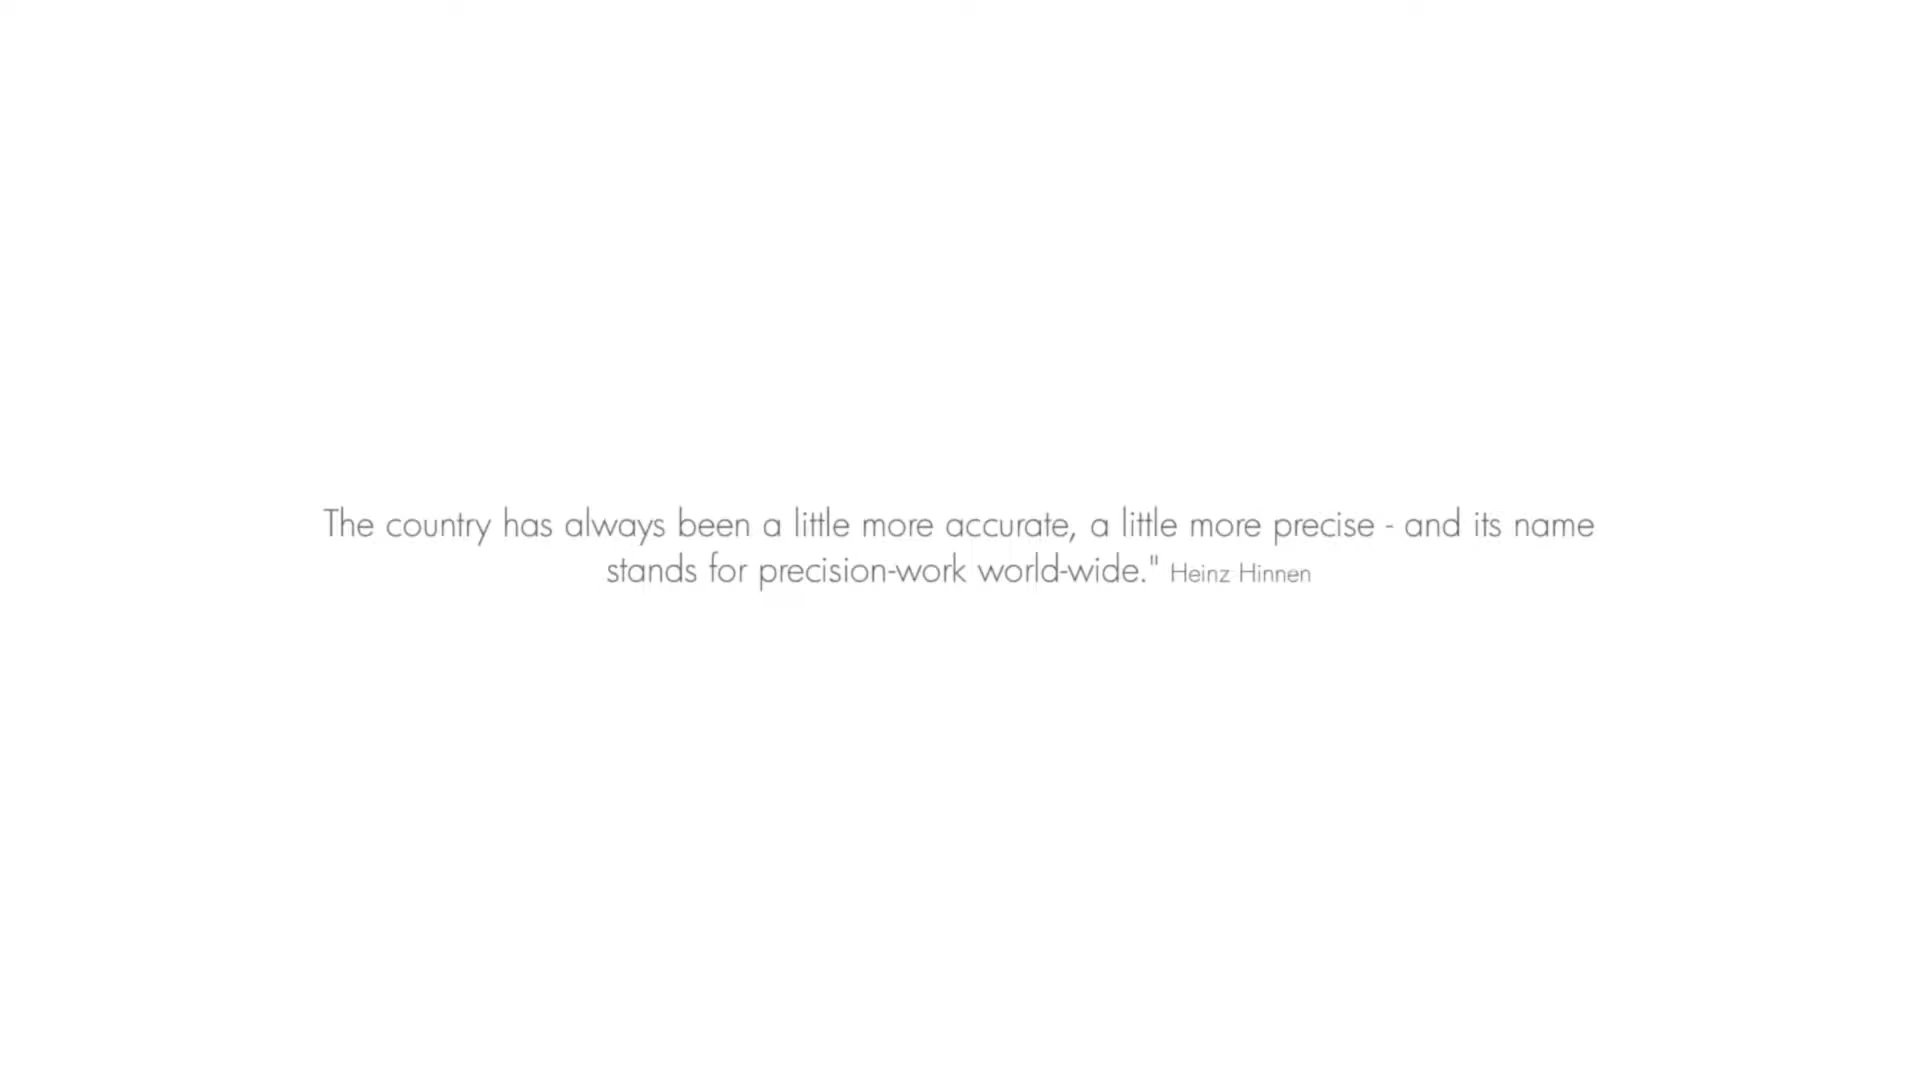 The country has always been a little more accurate, a little more precise - and its name
stands for precision-work world-wide." Heinz Hinnen